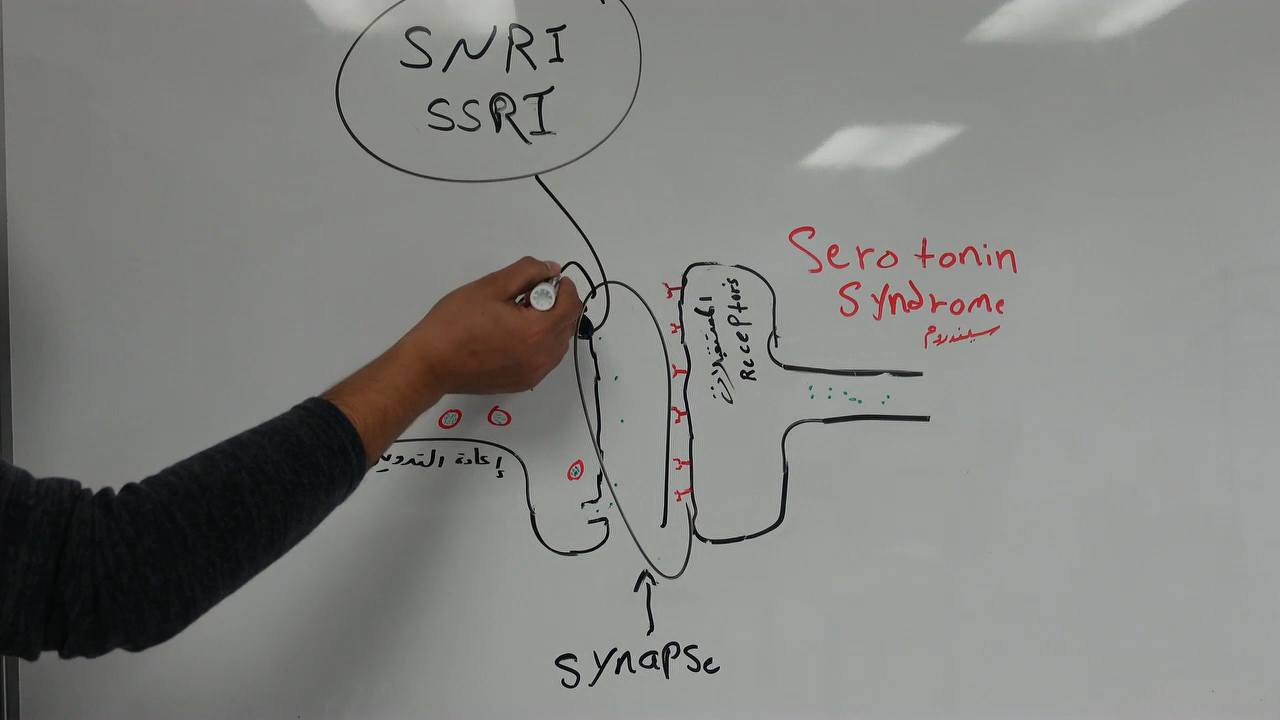 SNRI
SSRI
Serotonin
Syndrome
سيندروم
المستقبلات
Receptors
إعادة التدوير
synapse